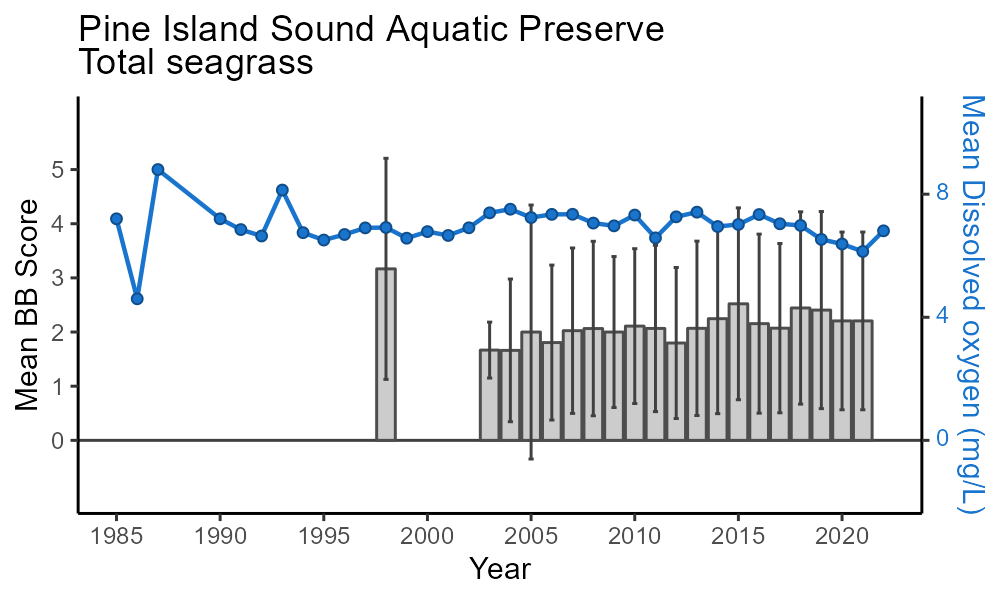 Pine Island Sound Aquatic Preserve
Total seagrass
Mean BB Score
5
4
3
2
1
0
8
4
0
Mean Dissolved oxygen (mg/L)
1985 1990 1995 2000 2005 2010 2015 2020
Year